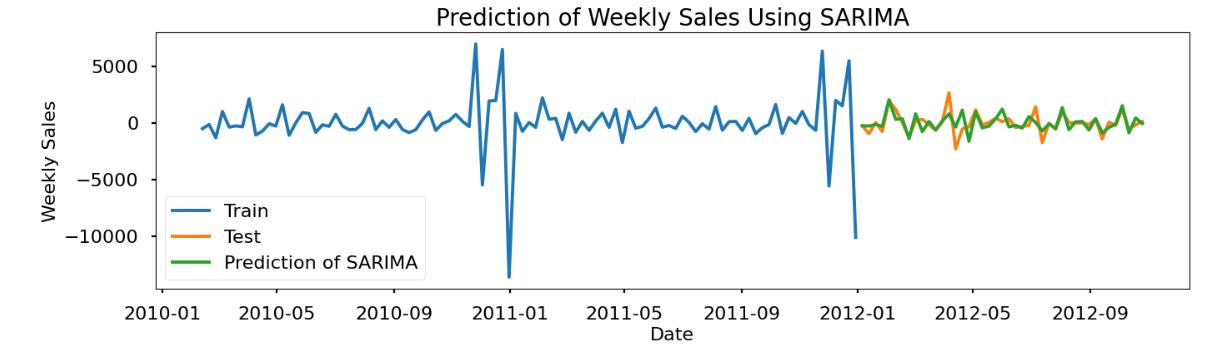 Prediction of Weekly Sales Using SARIMA
Weekly Sales
5000
0
−5000
−10000
Train
Test
Prediction of SARIMA
2010-01 2010-05 2010-09 2011-01 2011-05 2011-09 2012-01 2012-05 2012-09
Date